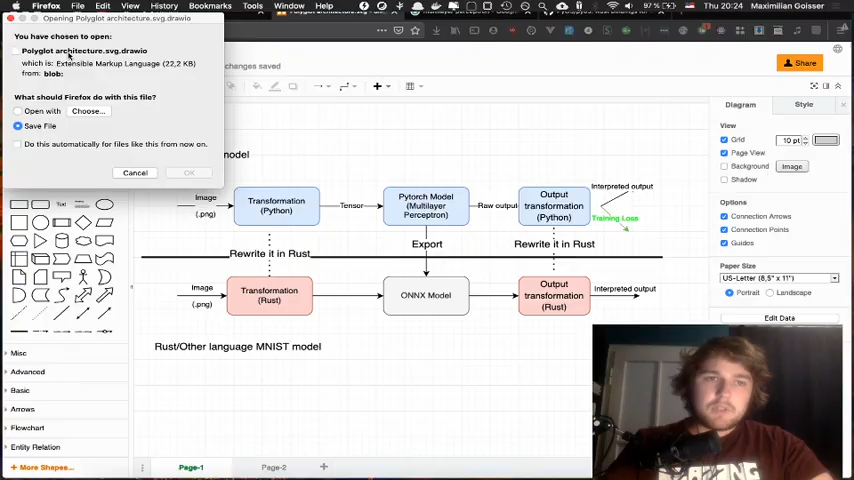 Firefox File Edit View History Bookmarks Tools Window Help
97 % Thu 20:24 Maximilian Goisser
Opening Polyglot architecture.svg.drawio
You have chosen to open:
Polyglot architecture.svg.drawio
which is: Extensible Markup Language (22,2 KB)
from: blob:
What should Firefox do with this file?
Open with Choose...
Save File
Do this automatically for files like this from now on.
Cancel OK
changes saved
Share
model
Image
(.png)
Transformation
(Python)
Tensor
Pytorch Model
(Multilayer
Perceptron)
Raw output
Output
transformation
(Python)
Interpreted output
Training Loss
Rewrite it in Rust
Export
Rewrite it in Rust
Image
(.png)
Transformation
(Rust)
ONNX Model
Output
transformation
(Rust)
Interpreted output
Rust/Other language MNIST model
Text
Misc
Advanced
Basic
Arrows
Flowchart
Entity Relation
+ More Shapes...
Page-1
Page-2
Diagram
Style
View
Grid 10 pt
Page View
Background Image
Shadow
Options
Connection Arrows
Connection Points
Guides
Paper Size
US-Letter (8,5" x 11")
Portrait Landscape
Edit Data